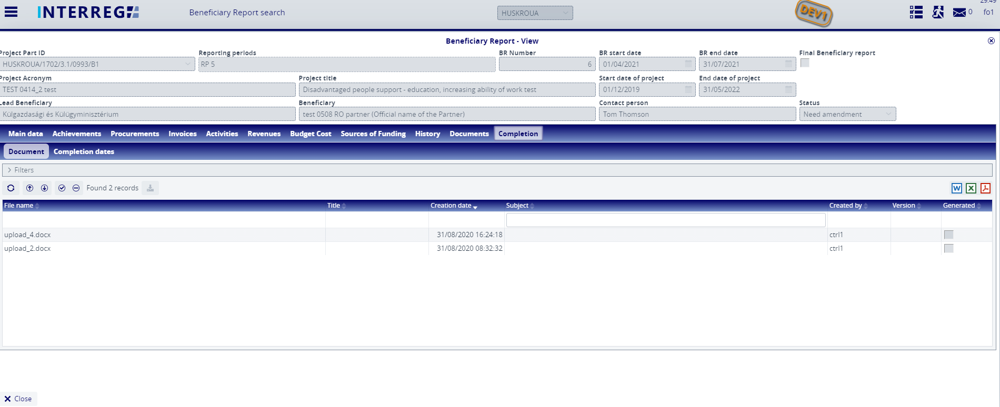 29:49
INTERREG
Beneficiary Report search
HUSKROUA
DEV1
0
fo1
Beneficiary Report - View
Project Part ID
Reporting periods
BR Number
BR start date
BR end date
FInal Beneficiary report
HUSKROUA/1702/3.1/0993/B1
RP 5
6
01/04/2021
31/07/2021
Project Acronym
Project title
Start date of project
End date of project
TEST 0414_2 test
Disadvantaged people support - education, increasing ability of work test
01/12/2019
31/05/2022
Lead Beneficiary
Beneficiary
Contact person
Status
Külgazdasági és Külügyminisztérium
test 0508 RO partner (Official name of the Partner)
Tom Thomson
Need amendment
Main data Achievements Procurements Invoices Activities Revenues Budget Cost Sources of Funding History Documents Completion
Document Completion dates
Filters
Found 2 records
File name Title Creation date Subject Created by Version Generated
upload_4.docx 31/08/2020 16:24:18 ctrl1
upload_2.docx 31/08/2020 08:32:32 ctrl1
Close